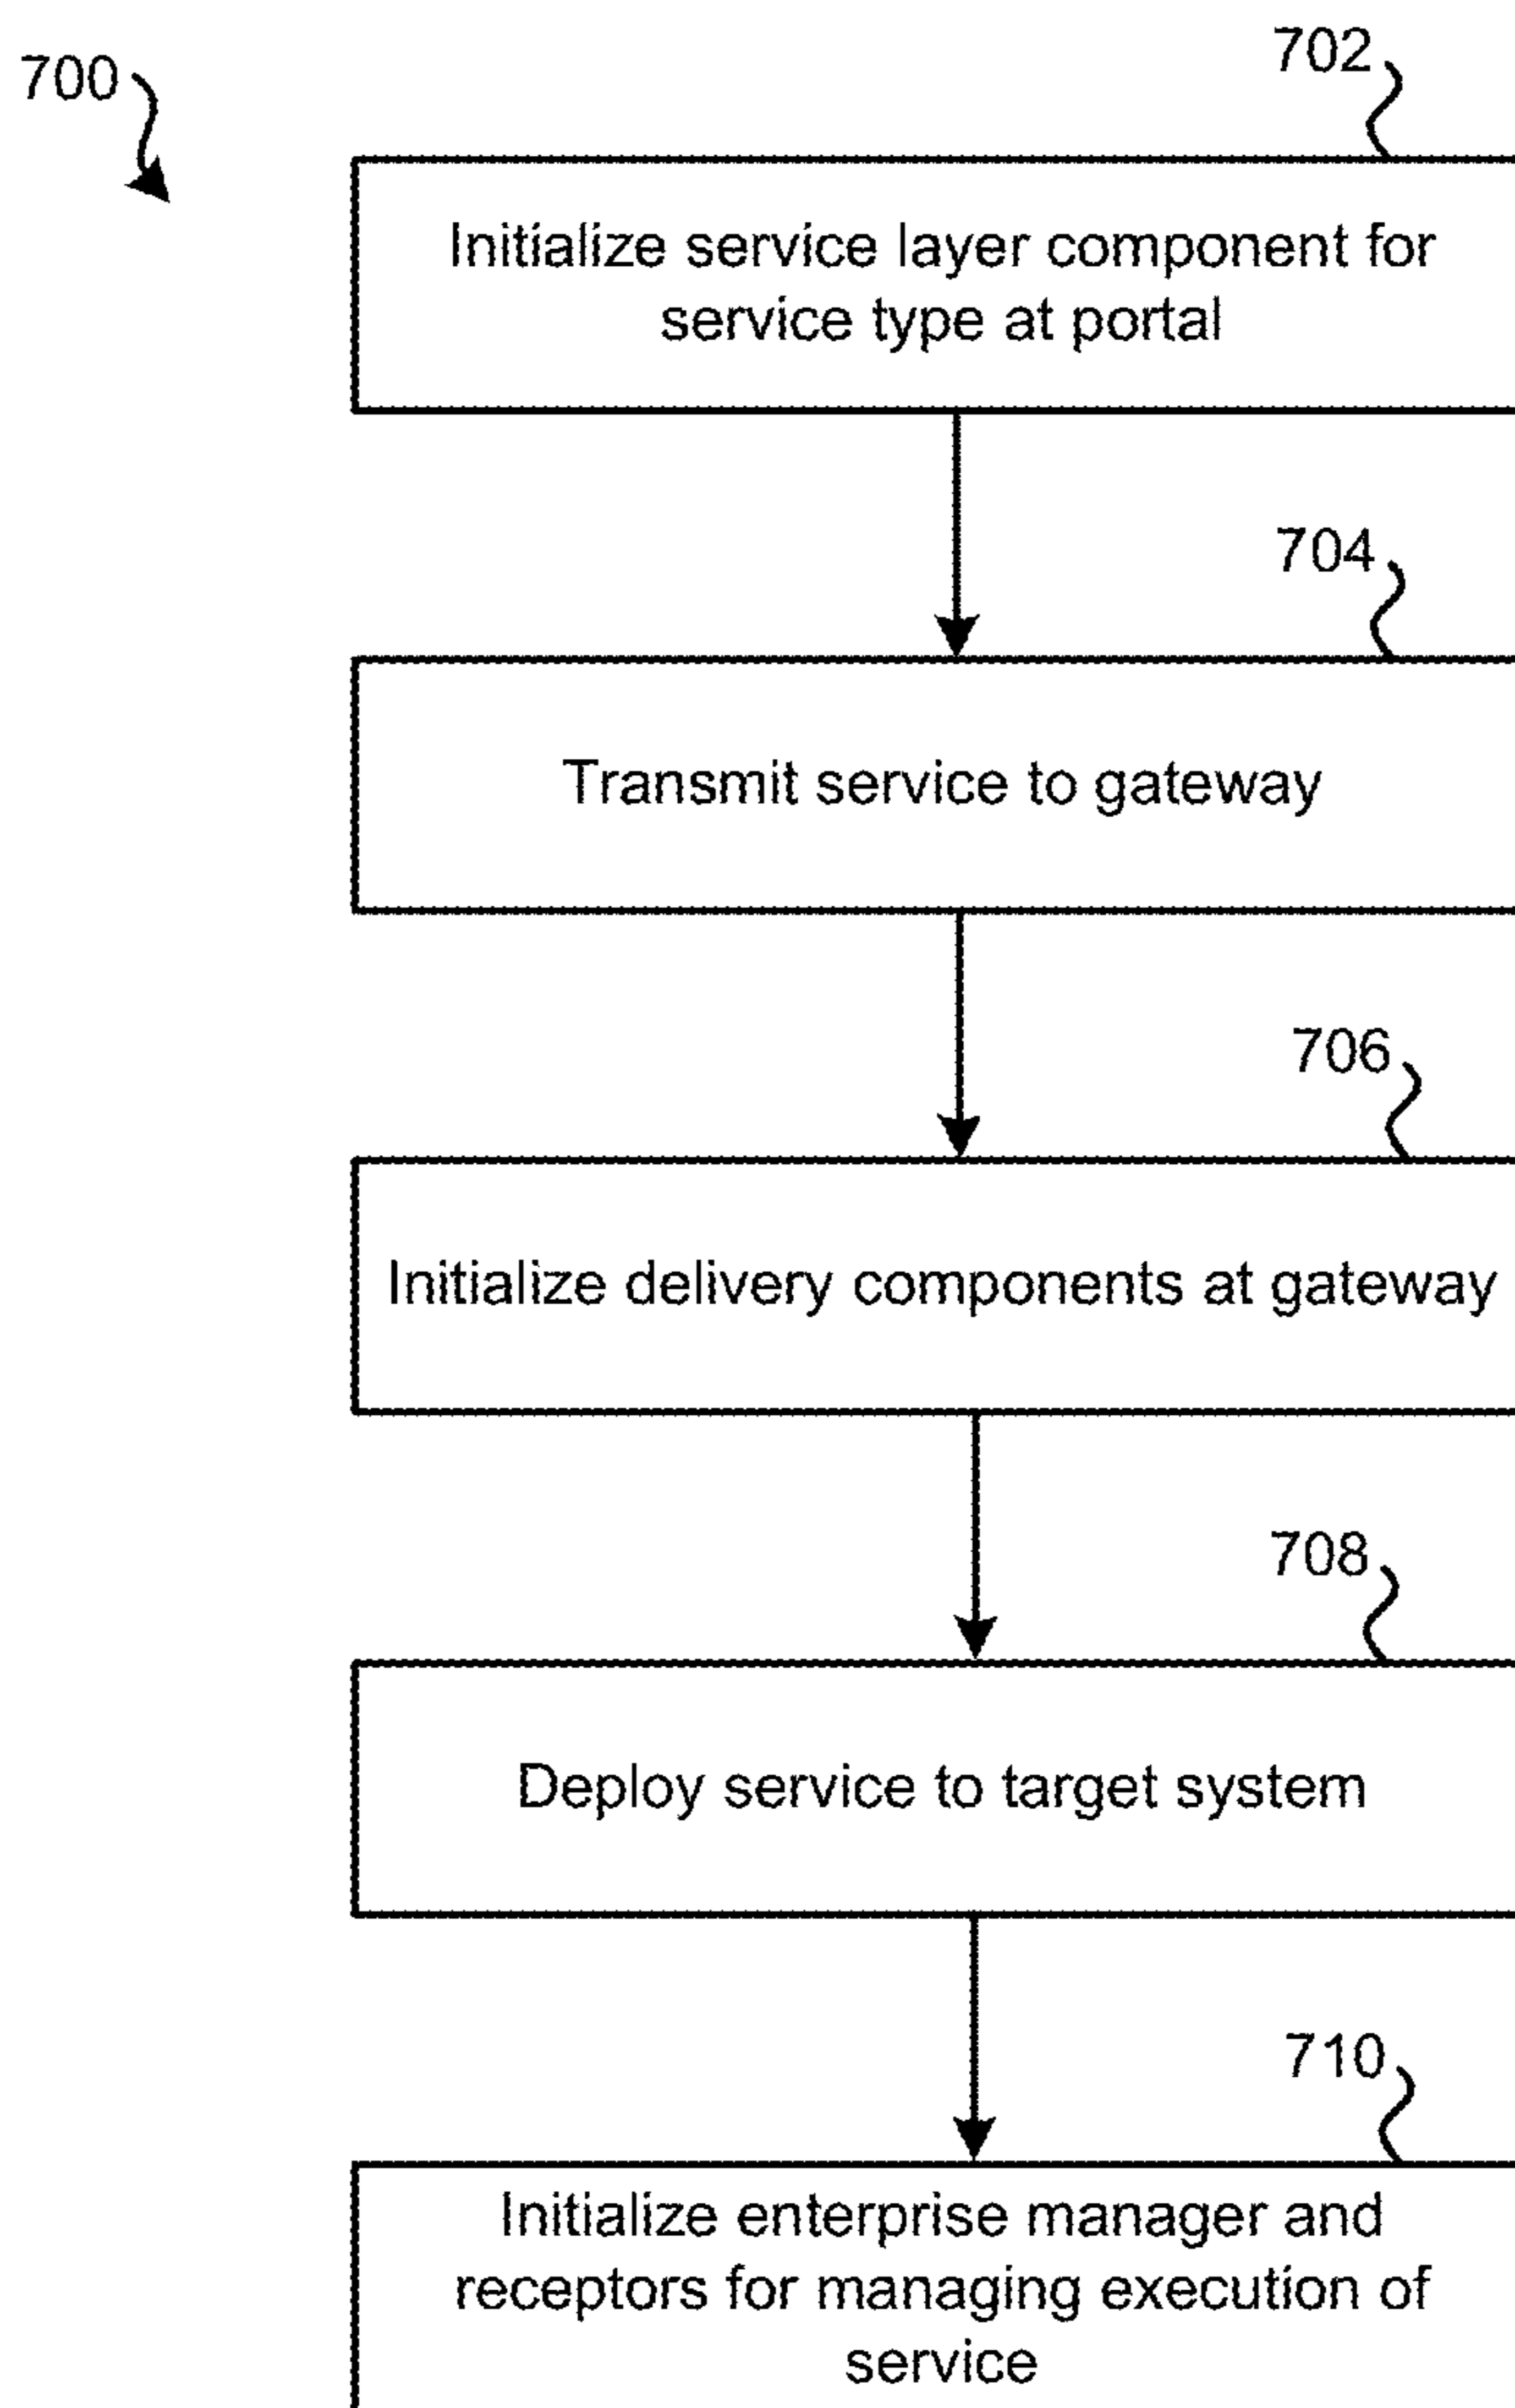 700
702
Initialize service layer component for
service type at portal
704
Transmit service to gateway
706
Initialize delivery components at gateway
708
Deploy service to target system
710
Initialize enterprise manager and
receptors for managing execution of
service